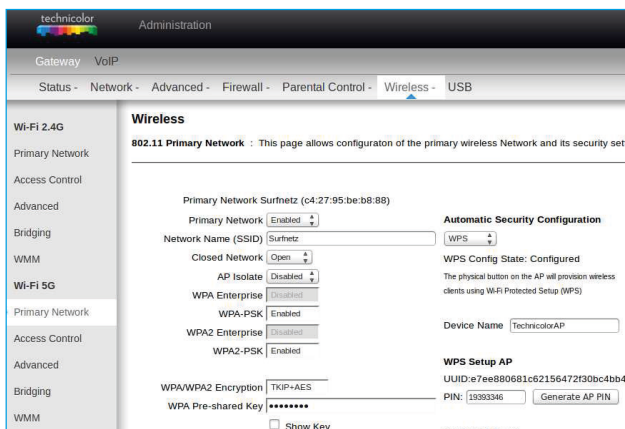 technicolor
Administration
Gateway VoIP
Status - Network - Advanced - Firewall - Parental Control - Wireless - USB
Wi-Fi 2.4G
Primary Network
Access Control
Advanced
Bridging
WMM
Wi-Fi 5G
Primary Network
Access Control
Advanced
Bridging
WMM
Wireless
802.11 Primary Network : This page allows configuraton of the primary wireless Network and its security set
Primary Network Surfnetz (c4:27:95:be:b8:88)
Primary Network Enabled
Network Name (SSID) Surfnetz
Closed Network Open
AP Isolate Disabled
WPA Enterprise Disabled
WPA-PSK Enabled
WPA2 Enterprise Disabled
WPA2-PSK Enabled
WPA/WPA2 Encryption TKIP+AES
WPA Pre-shared Key ••••••••
Show Key
Automatic Security Configuration
WPS
WPS Config State: Configured
The physical button on the AP will provision wireless
clients using Wi-Fi Protected Setup (WPS)
Device Name TechnicolorAP
WPS Setup AP
UUID:e7ee880681c62156472f30bc4bb4
PIN: 19393346 Generate AP PIN